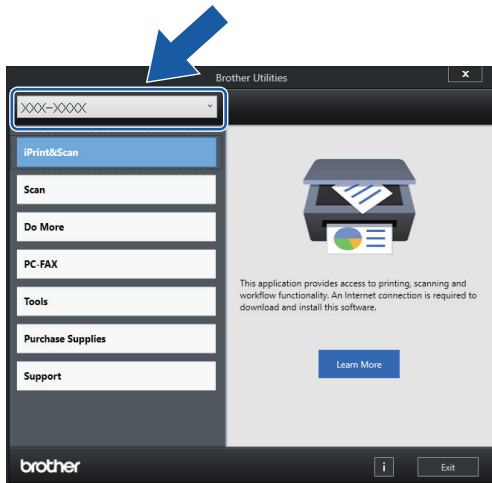 Brother Utilities
x
XXX-XXXX
iPrint&Scan
Scan
Do More
PC-FAX
Tools
Purchase Supplies
Support
This application provides access to printing, scanning and
workflow functionality. An Internet connection is required to
download and install this software.
Learn More
brother
i
Exit